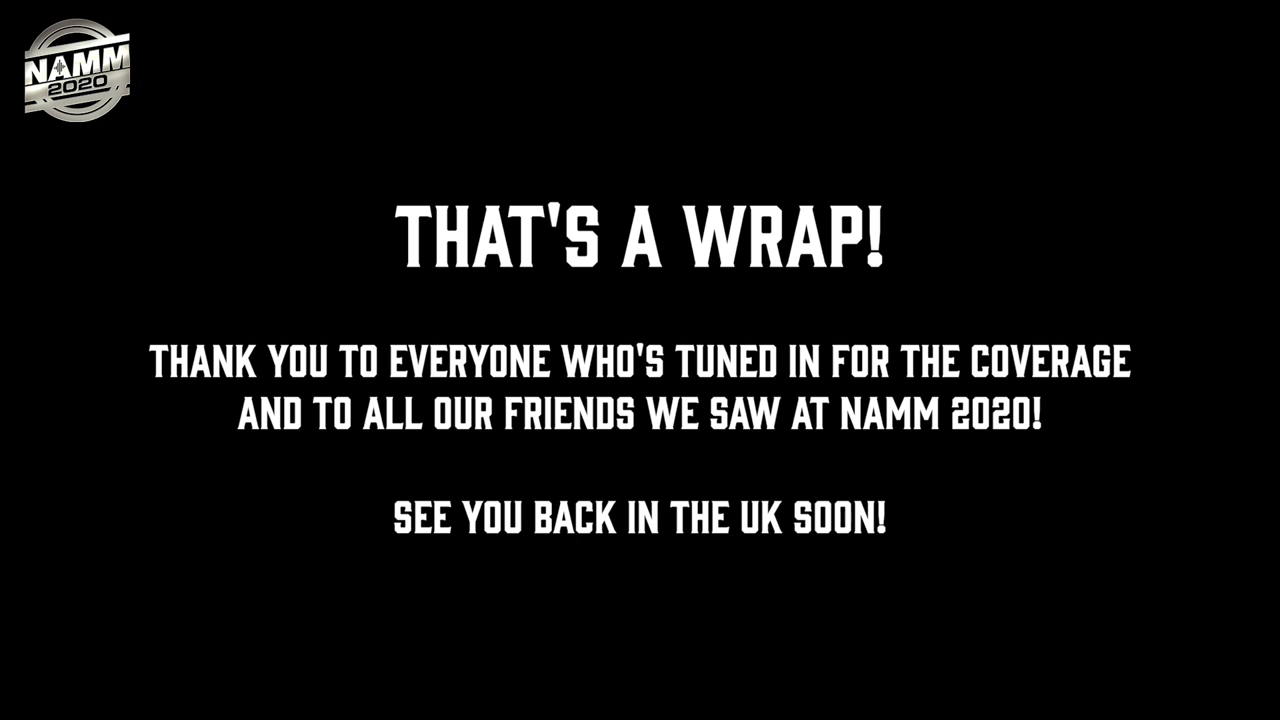 NAMM
2020
THAT'S A WRAP!
THANK YOU TO EVERYONE WHO'S TUNED IN FOR THE COVERAGE
AND TO ALL OUR FRIENDS WE SAW AT NAMM 2020!
SEE YOU BACK IN THE UK SOON!